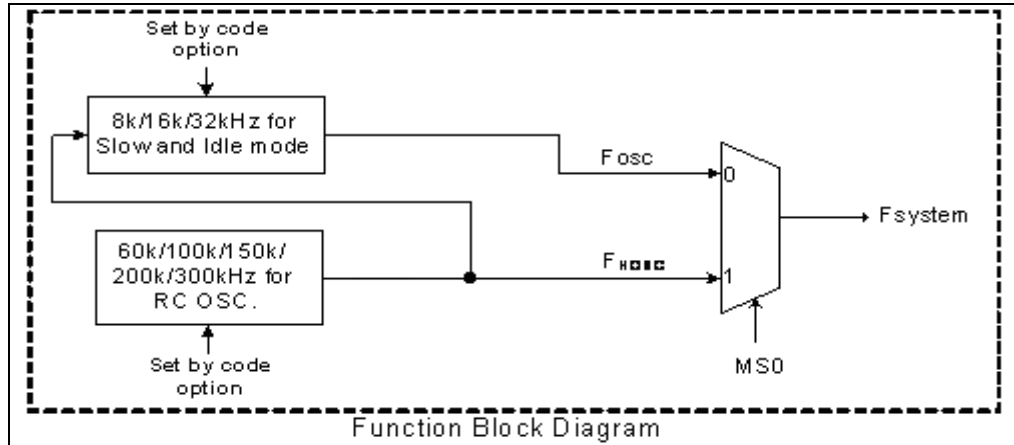 Set by code
option
8k/16k/32kHz for
Slow and Idle mode
Fosc
0
Fsystem
60k/100k/150k/
200k/300kHz for
RC OSC.
FHOSC
1
Set by code
option
MS0
Function Block Diagram